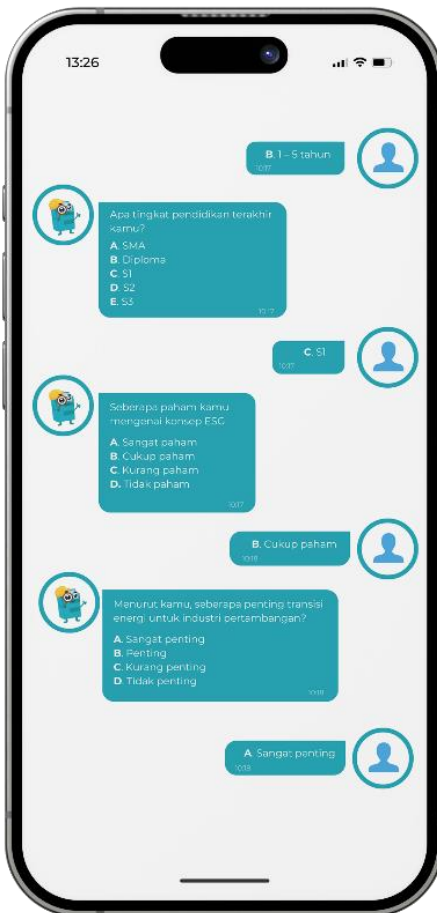 13:26
B. 1 – 5 tahun
10:17
Apa tingkat pendidikan terakhir
kamu?
A. SMA
B. Diploma
C. S1
D. S2
E. S3
10:17
C. S1
10:17
Seberapa paham kamu
mengenai konsep ESG
A. Sangat paham
B. Cukup paham
C. Kurang paham
D. Tidak paham
10:17
B. Cukup paham
10:18
Menurut kamu, seberapa penting transisi
energi untuk industri pertambangan?
A. Sangat penting
B. Penting
C. Kurang penting
D. Tidak penting
10:18
A. Sangat penting
10:18